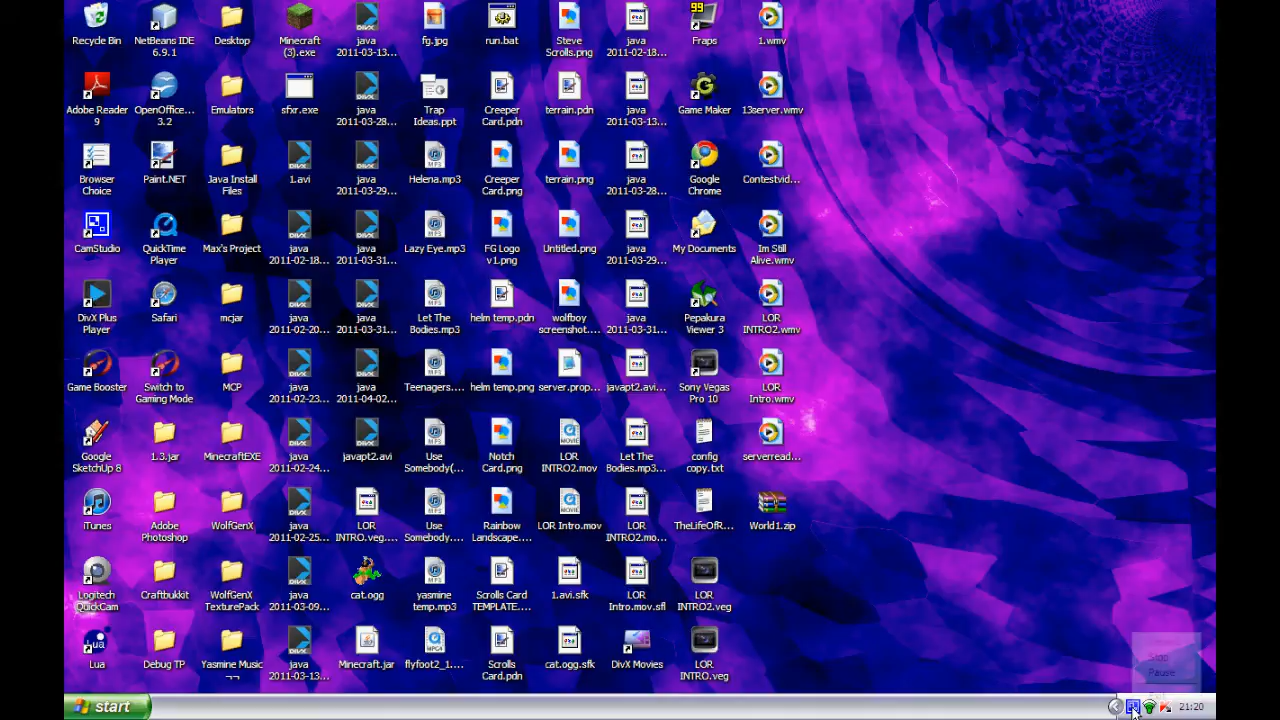 Recycle Bin
NetBeans IDE 6.9.1
Desktop
Minecraft (3).exe
java 2011-03-13...
fg.jpg
run.bat
Steve Scrolls.png
java 2011-02-18...
99
Fraps
1.wmv
Adobe Reader 9
OpenOffice... 3.2
Emulators
sfxr.exe
java 2011-03-28...
Trap Ideas.ppt
Creeper Card.pdn
terrain.pdn
java 2011-03-13...
Game Maker
13server.wmv
Browser Choice
Paint.NET
Java Install Files
1.avi
java 2011-03-29...
Helena.mp3
Creeper Card.png
terrain.png
java 2011-03-28...
Google Chrome
Contestvid...
CamStudio
QuickTime Player
Max's Project
java 2011-02-18...
java 2011-03-31...
Lazy Eye.mp3
FG Logo v1.png
Untitled.png
java 2011-03-29...
My Documents
Im Still Alive.wmv
DivX Plus Player
Safari
mcjar
java 2011-02-20...
java 2011-03-31...
Let The Bodies.mp3
helm temp.pdn
wolfboy screenshot....
java 2011-03-31...
Pepakura Viewer 3
LOR INTRO2.wmv
Game Booster
Switch to Gaming Mode
MCP
java 2011-02-23...
java 2011-04-02...
Teenagers....
helm temp.png
server.prop...
javapt2.avi...
Sony Vegas Pro 10
LOR Intro.wmv
Google SketchUp 8
1.3.jar
MinecraftEXE
java 2011-02-24...
javapt2.avi
Use Somebody(...
Notch Card.png
LOR INTRO2.mov
Let The Bodies.mp3...
config copy.txt
serverread...
iTunes
Adobe Photoshop
WolfGenX
java 2011-02-25...
LOR INTRO.veg....
Use Somebody....
Rainbow Landscape....
LOR Intro.mov
LOR INTRO2.mo...
TheLifeOfR...
World1.zip
Logitech QuickCam
Craftbukkit
WolfGenX TexturePack
java 2011-03-09...
cat.ogg
yasmine temp.mp3
Scrolls Card TEMPLATE....
1.avi.sfk
LOR Intro.mov.sfl
LOR INTRO2.veg
Lua
Debug TP
Yasmine Music ¬¬
java 2011-03-13...
Minecraft.jar
flyfoot2_1....
Scrolls Card.pdn
cat.ogg.sfk
DivX Movies
LOR INTRO.veg
Stop
Pause
start
21:20